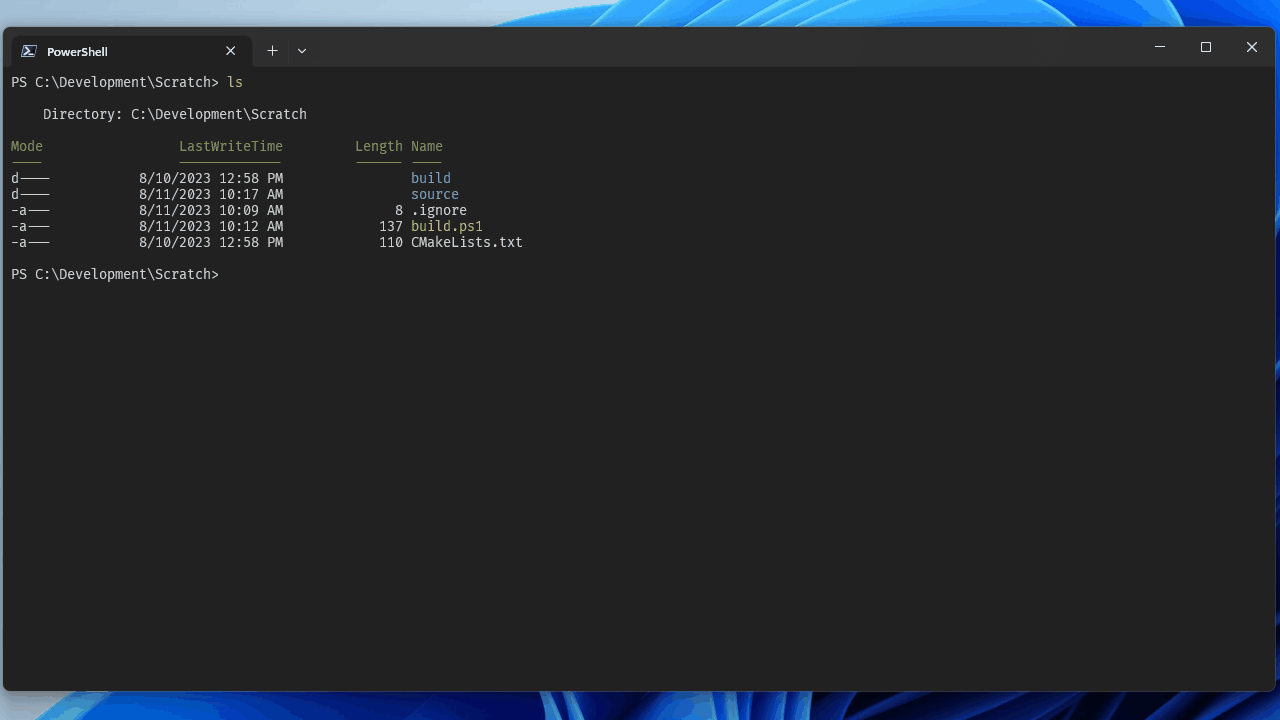 PowerShell
PS C:\Development\Scratch> ls
    Directory: C:\Development\Scratch
Mode                 LastWriteTime         Length Name
----                 -------------         ------ ----
d----           8/10/2023 12:58 PM                build
d----           8/11/2023 10:17 AM                source
-a---           8/11/2023 10:09 AM              8 .ignore
-a---           8/11/2023 10:12 AM            137 build.ps1
-a---           8/10/2023 12:58 PM            110 CMakeLists.txt
PS C:\Development\Scratch>